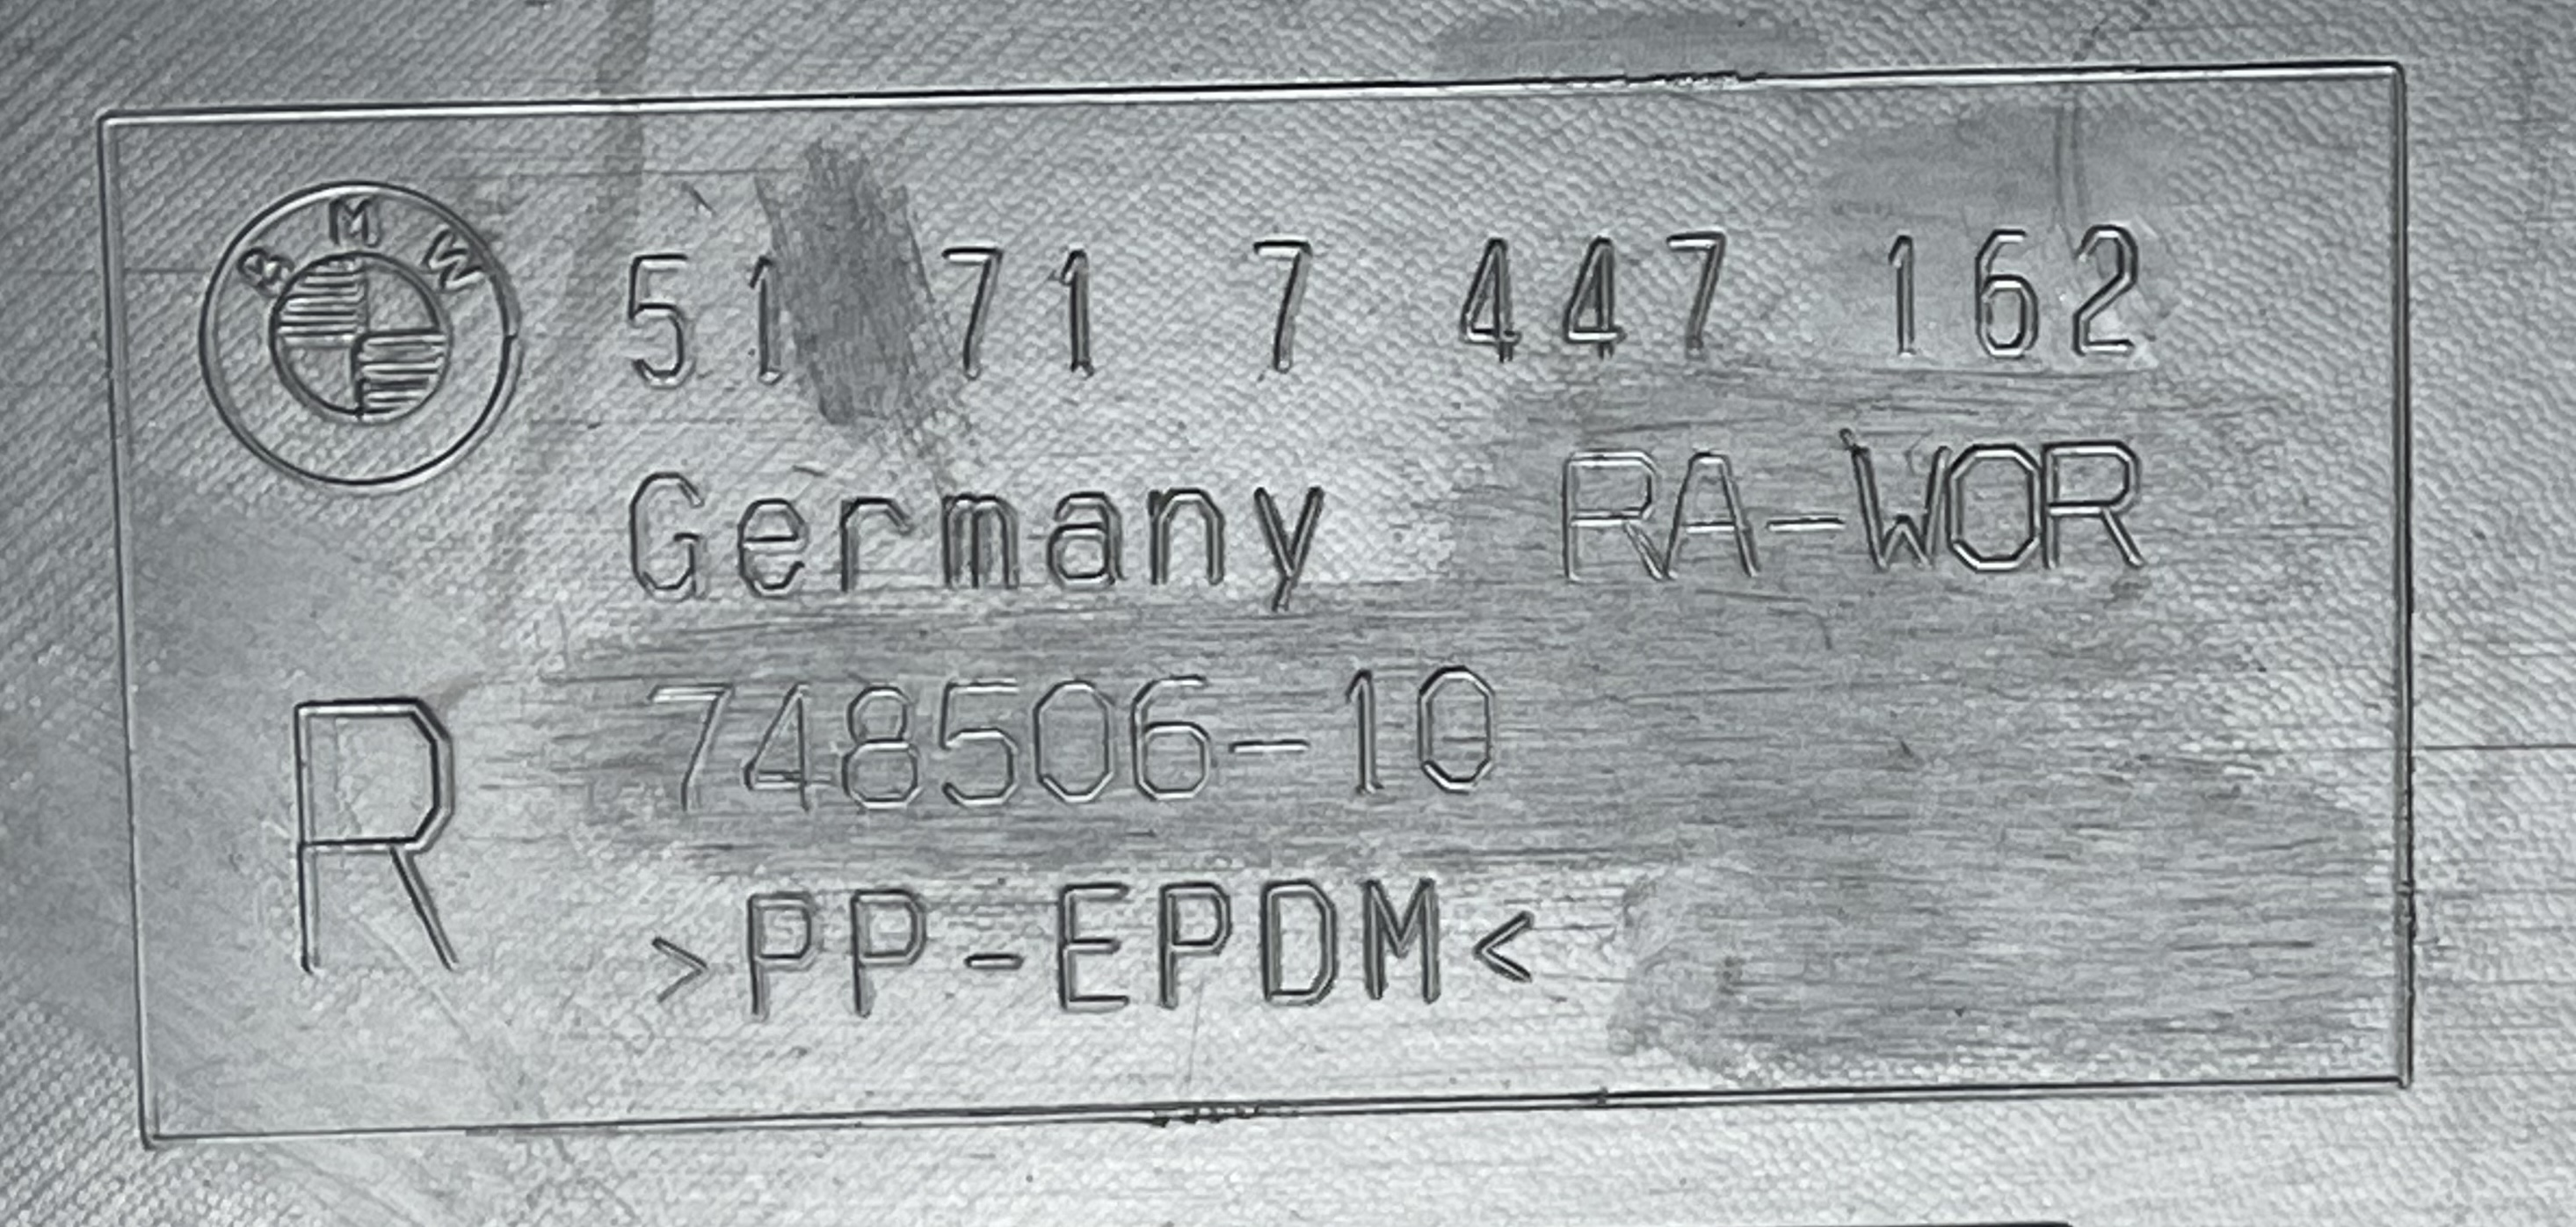 BMW
51 71 7 447 162
Germany RA-WOR
R 748506-10
>PP-EPDM<